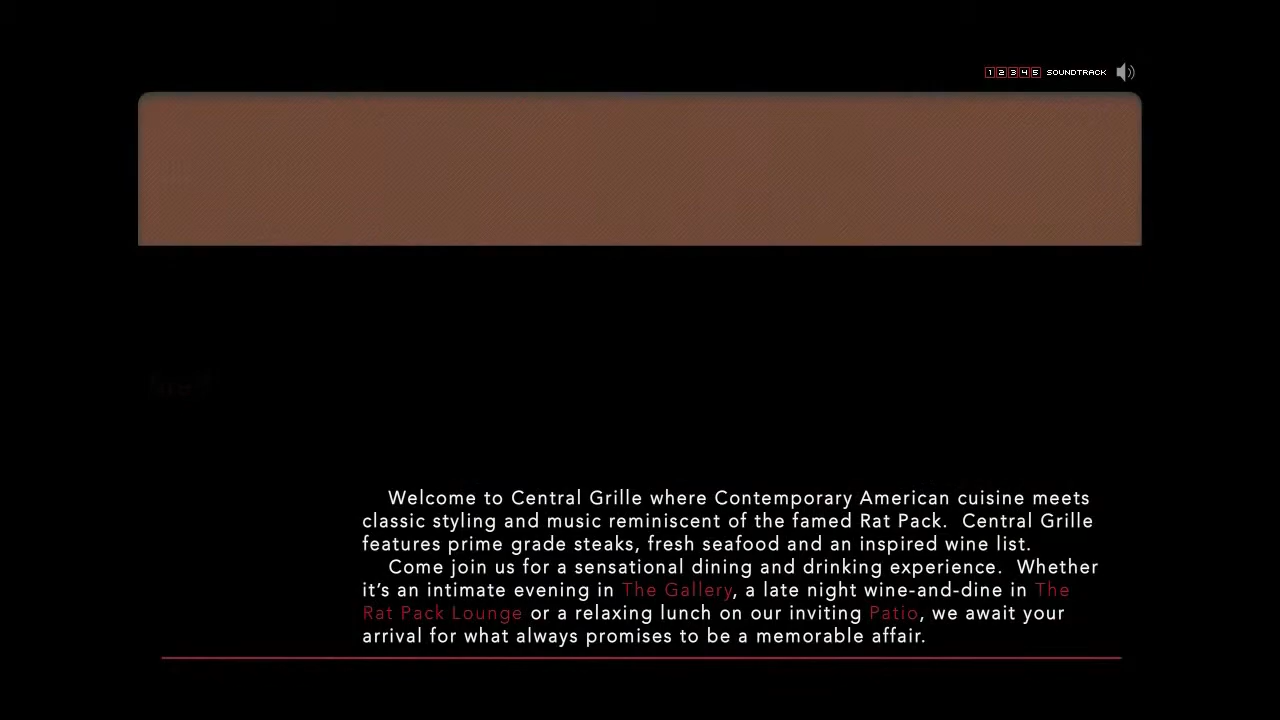 1 2 3 4 5 SOUNDTRACK
Welcome to Central Grille where Contemporary American cuisine meets
classic styling and music reminiscent of the famed Rat Pack. Central Grille
features prime grade steaks, fresh seafood and an inspired wine list.
Come join us for a sensational dining and drinking experience. Whether
it's an intimate evening in The Gallery, a late night wine-and-dine in The
Rat Pack Lounge or a relaxing lunch on our inviting Patio, we await your
arrival for what always promises to be a memorable affair.